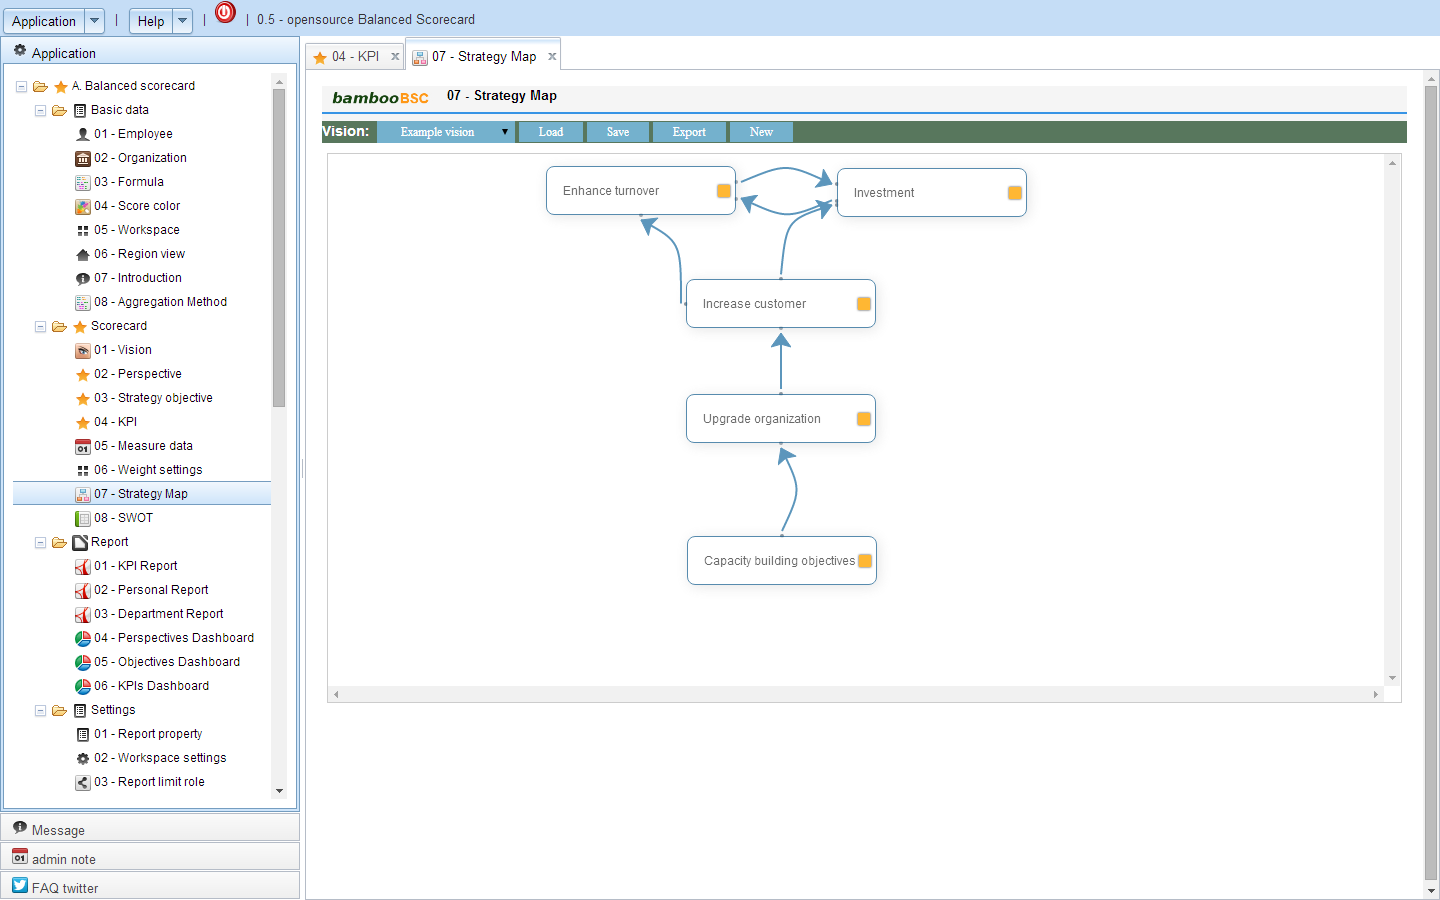 Application
Help
0.5 - opensource Balanced Scorecard
Application
A. Balanced scorecard
Basic data
01 - Employee
02 - Organization
03 - Formula
04 - Score color
05 - Workspace
06 - Region view
07 - Introduction
08 - Aggregation Method
Scorecard
01 - Vision
02 - Perspective
03 - Strategy objective
04 - KPI
05 - Measure data
06 - Weight settings
07 - Strategy Map
08 - SWOT
Report
01 - KPI Report
02 - Personal Report
03 - Department Report
04 - Perspectives Dashboard
05 - Objectives Dashboard
06 - KPIs Dashboard
Settings
01 - Report property
02 - Workspace settings
03 - Report limit role
Message
admin note
FAQ twitter
04 - KPI
07 - Strategy Map
bambooBSC 07 - Strategy Map
Vision: Example vision Load Save Export New
Enhance turnover
Investment
Increase customer
Upgrade organization
Capacity building objectives